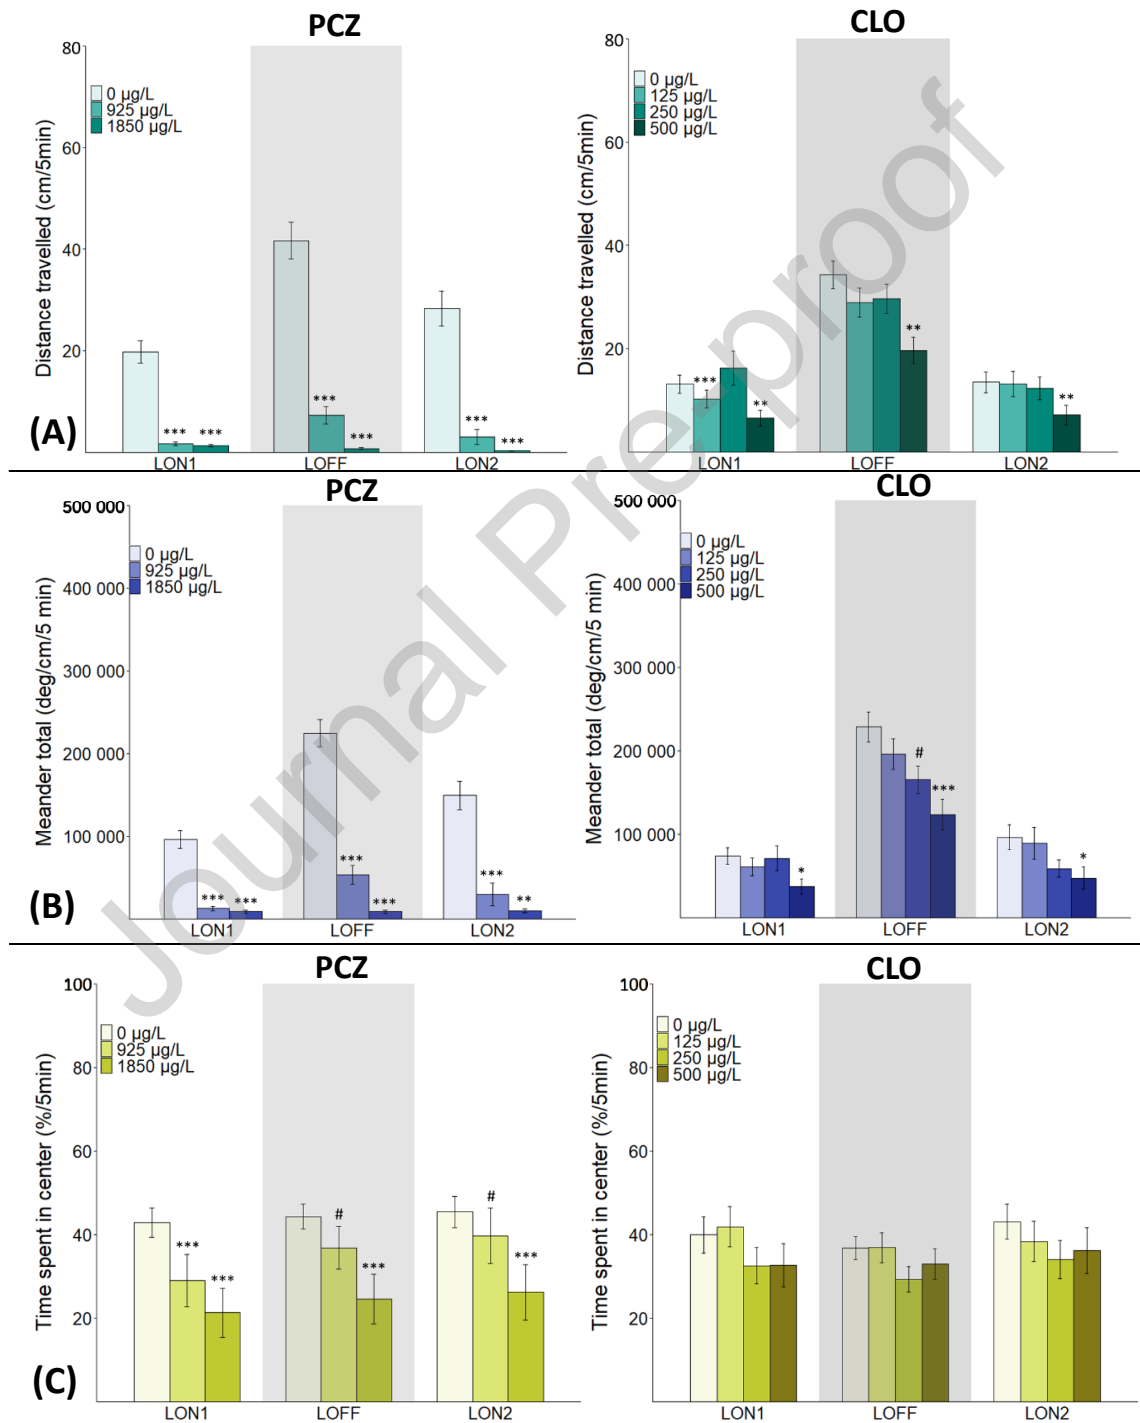 PCZ
80
60
40
20
Distance travelled (cm/5min)
0 µg/L
925 µg/L
1850 µg/L
*** ***
***
***
***
***
LON1 LOFF LON2
(A)
CLO
80
60
40
20
Distance travelled (cm/5min)
0 µg/L
125 µg/L
250 µg/L
500 µg/L
***
**
**
**
LON1 LOFF LON2
PCZ
500 000
400 000
300 000
200 000
100 000
Meander total (deg/cm/5 min)
0 µg/L
925 µg/L
1850 µg/L
*** ***
***
***
***
**
LON1 LOFF LON2
(B)
CLO
500 000
400 000
300 000
200 000
100 000
Meander total (deg/cm/5 min)
0 µg/L
125 µg/L
250 µg/L
500 µg/L
*
#
***
*
LON1 LOFF LON2
PCZ
100
80
60
40
20
Time spent in center (%/5min)
0 µg/L
925 µg/L
1850 µg/L
***
***
#
***
#
***
LON1 LOFF LON2
(C)
CLO
100
80
60
40
20
Time spent in center (%/5min)
0 µg/L
125 µg/L
250 µg/L
500 µg/L
LON1 LOFF LON2
Journal Pre-proof